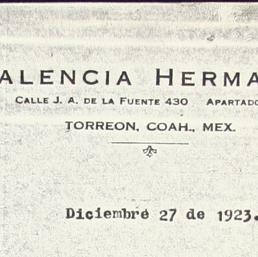 ALENCIA HERMA
CALLE J. A. DE LA FUENTE 430 APARTADO
TORREON, COAH., MEX.
Diciembre 27 de 1923.